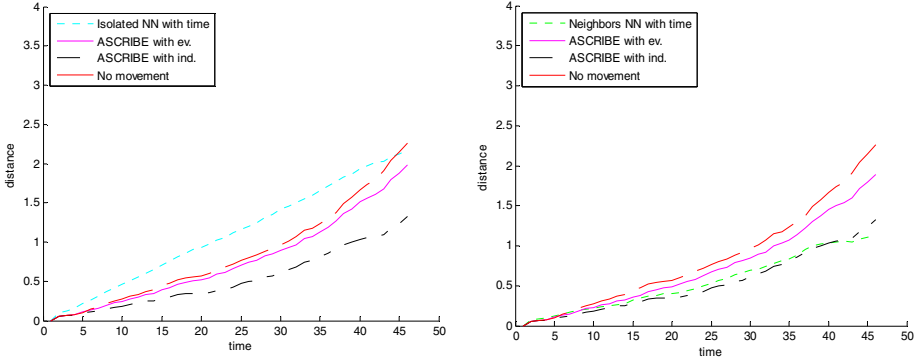 4
3.5
3
2.5
2
1.5
1
0.5
0
distance
0 5 10 15 20 25 30 35 40 45 50
time
Isolated NN with time
ASCRIBE with ev.
ASCRIBE with ind.
No movement
4
3.5
3
2.5
2
1.5
1
0.5
0
distance
0 5 10 15 20 25 30 35 40 45 50
time
Neighbors NN with time
ASCRIBE with ev.
ASCRIBE with ind.
No movement